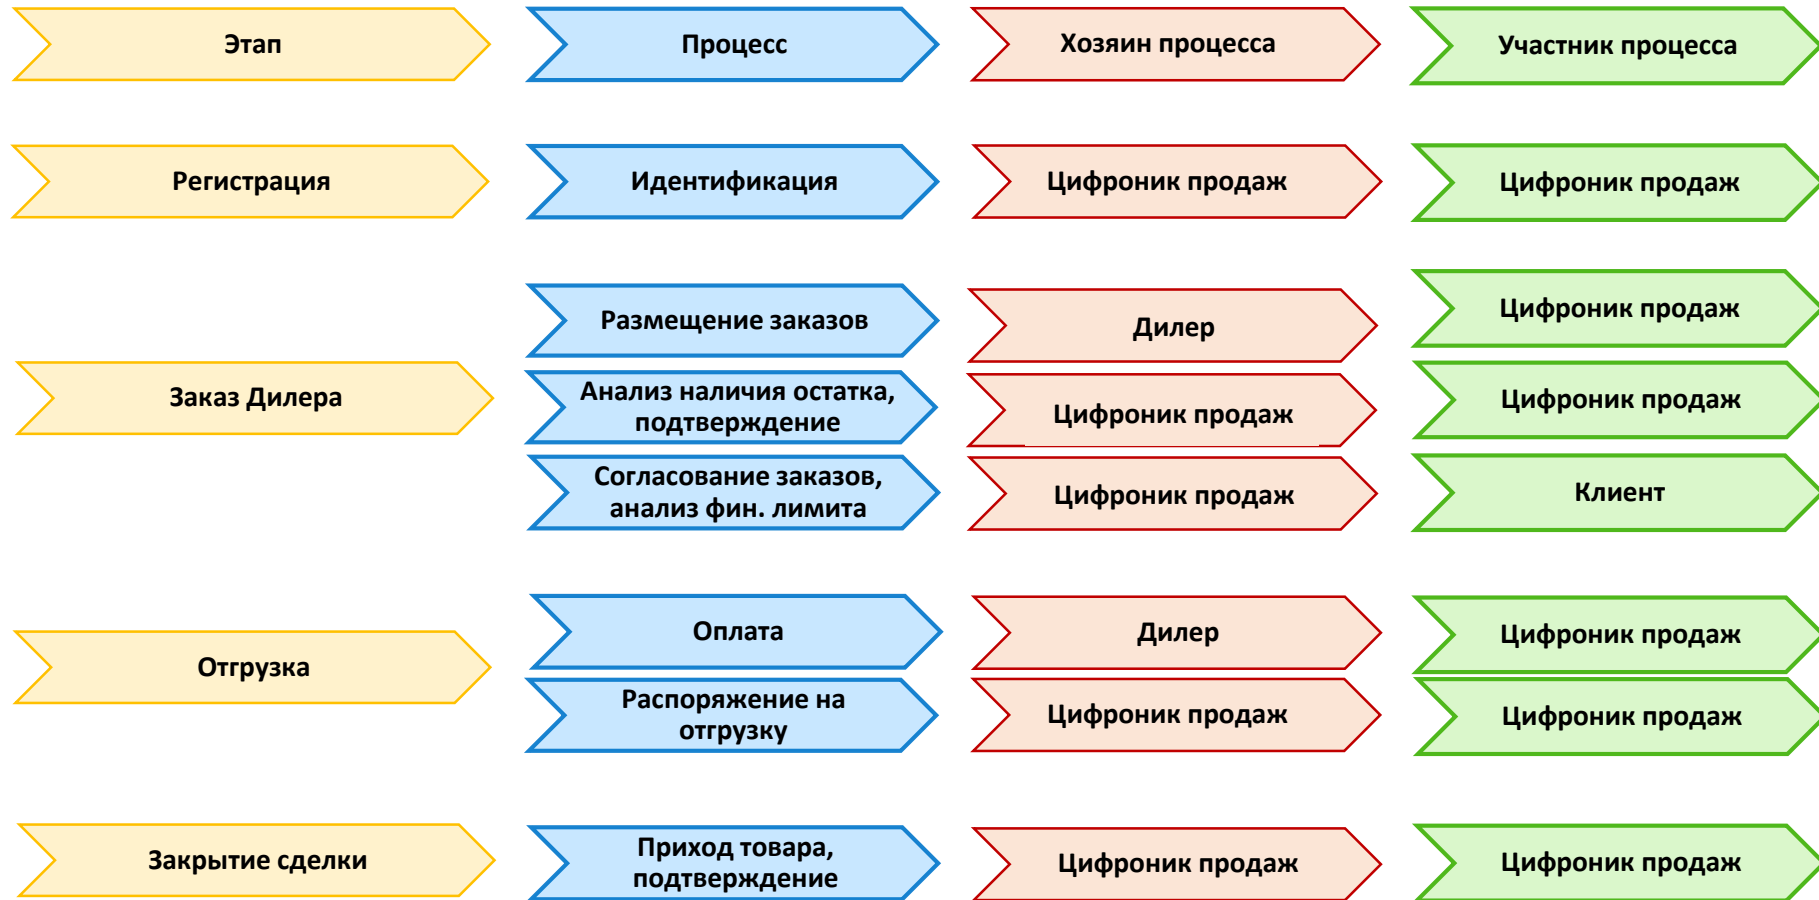 Этап
Процесс
Хозяин процесса
Участник процесса
Регистрация
Идентификация
Цифроник продаж
Цифроник продаж
Заказ Дилера
Размещение заказов
Дилер
Цифроник продаж
Анализ наличия остатка,
подтверждение
Цифроник продаж
Цифроник продаж
Согласование заказов,
анализ фин. лимита
Цифроник продаж
Клиент
Отгрузка
Оплата
Дилер
Цифроник продаж
Распоряжение на
отгрузку
Цифроник продаж
Цифроник продаж
Закрытие сделки
Приход товара,
подтверждение
Цифроник продаж
Цифроник продаж